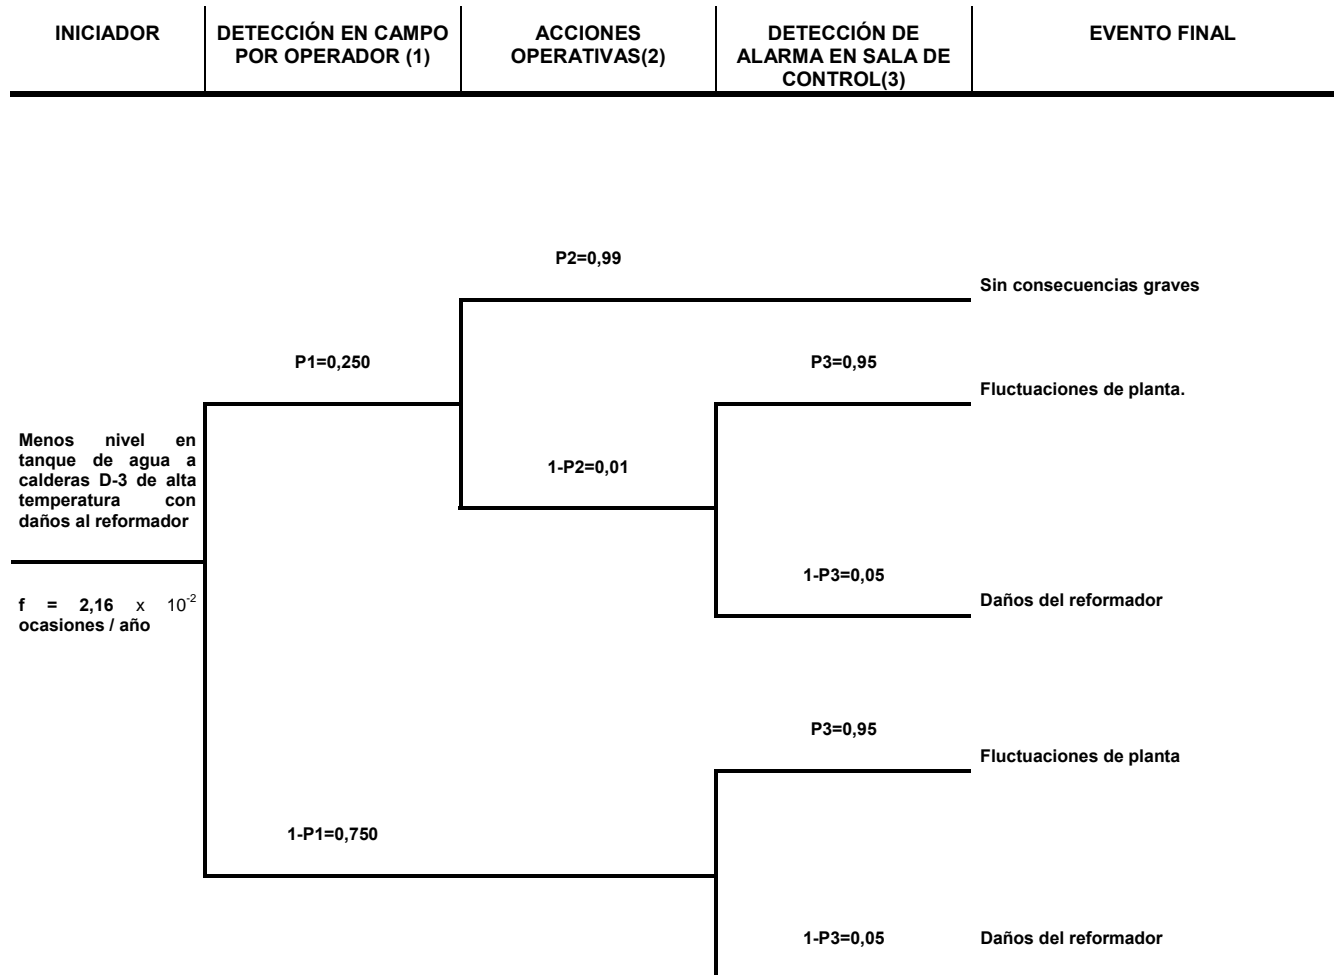 INICIADOR
DETECCIÓN EN CAMPO
POR OPERADOR (1)
ACCIONES
OPERATIVAS(2)
DETECCIÓN DE
ALARMA EN SALA DE
CONTROL(3)
EVENTO FINAL
P2=0,99
Sin consecuencias graves
P1=0,250
P3=0,95
Fluctuaciones de planta.
Menos nivel en
tanque de agua a
calderas D-3 de alta
temperatura con
daños al reformador
1-P2=0,01
1-P3=0,05
Daños del reformador
f = 2,16 x 10-2
ocasiones / año
P3=0,95
Fluctuaciones de planta
1-P1=0,750
1-P3=0,05
Daños del reformador